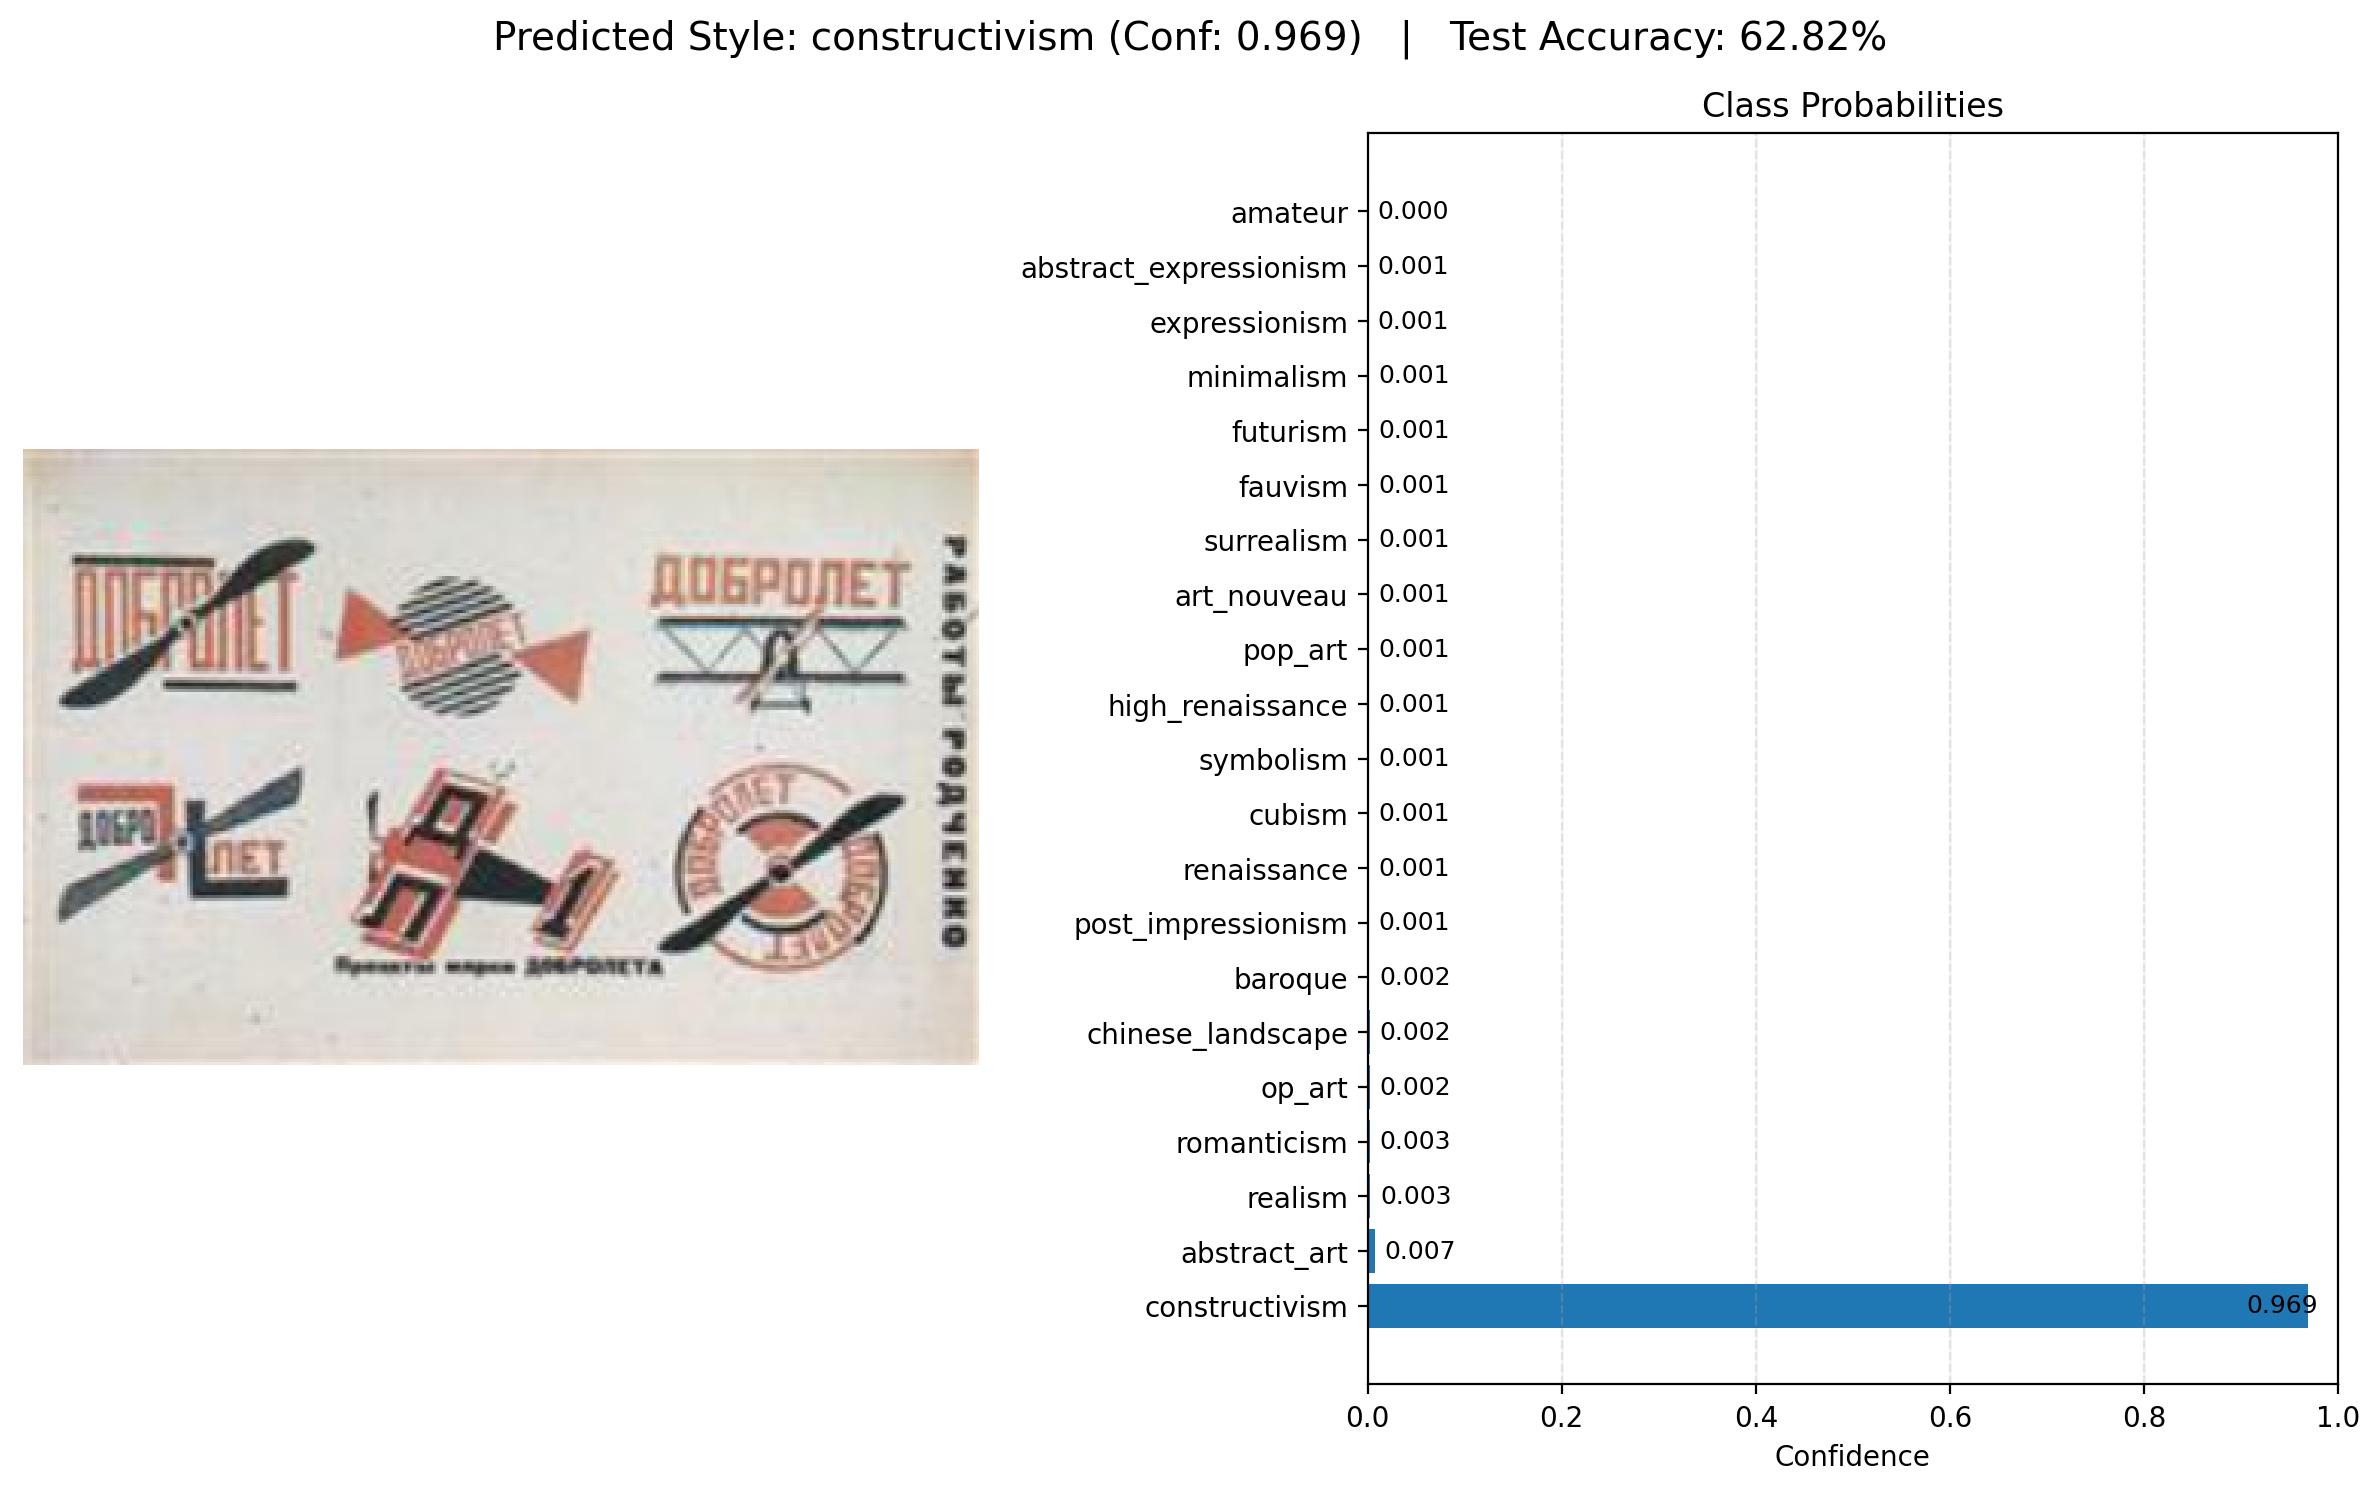 Predicted Style: constructivism (Conf: 0.969) | Test Accuracy: 62.82%
Class Probabilities
amateur 0.000
abstract_expressionism 0.001
expressionism 0.001
minimalism 0.001
futurism 0.001
fauvism 0.001
surrealism 0.001
art_nouveau 0.001
pop_art 0.001
high_renaissance 0.001
symbolism 0.001
cubism 0.001
renaissance 0.001
post_impressionism 0.001
baroque 0.002
chinese_landscape 0.002
op_art 0.002
romanticism 0.003
realism 0.003
abstract_art 0.007
constructivism 0.969
0.0 0.2 0.4 0.6 0.8 1.0
Confidence
ДОБРОЛЕТ
ДОБРОЛЕТ
ДОБРОЛЕТ
ДОБРО
ЛЕТ
Д
Л
1
ДОБРОЛЕТ
ДОБРОЛЕТ
Проекты марки ДОБРОЛЕТА
РАБОТЫ РОДЧЕНКО